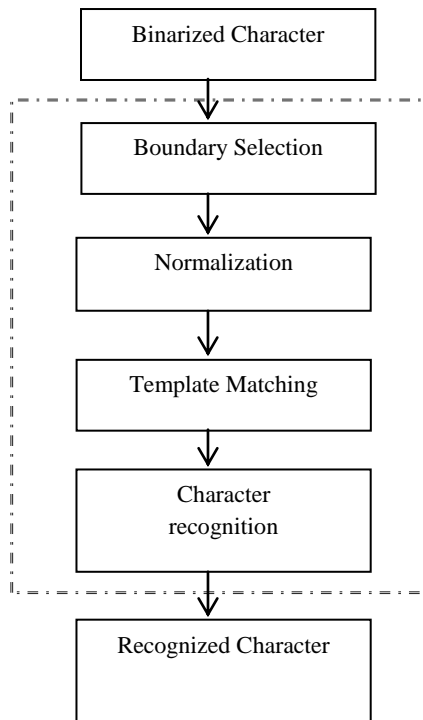 Binarized Character
Boundary Selection
Normalization
Template Matching
Character
recognition
Recognized Character